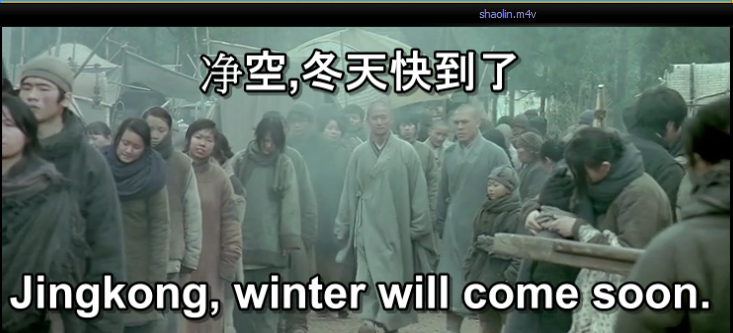 shaolin.m4v
净空,冬天快到了
Jingkong, winter will come soon.